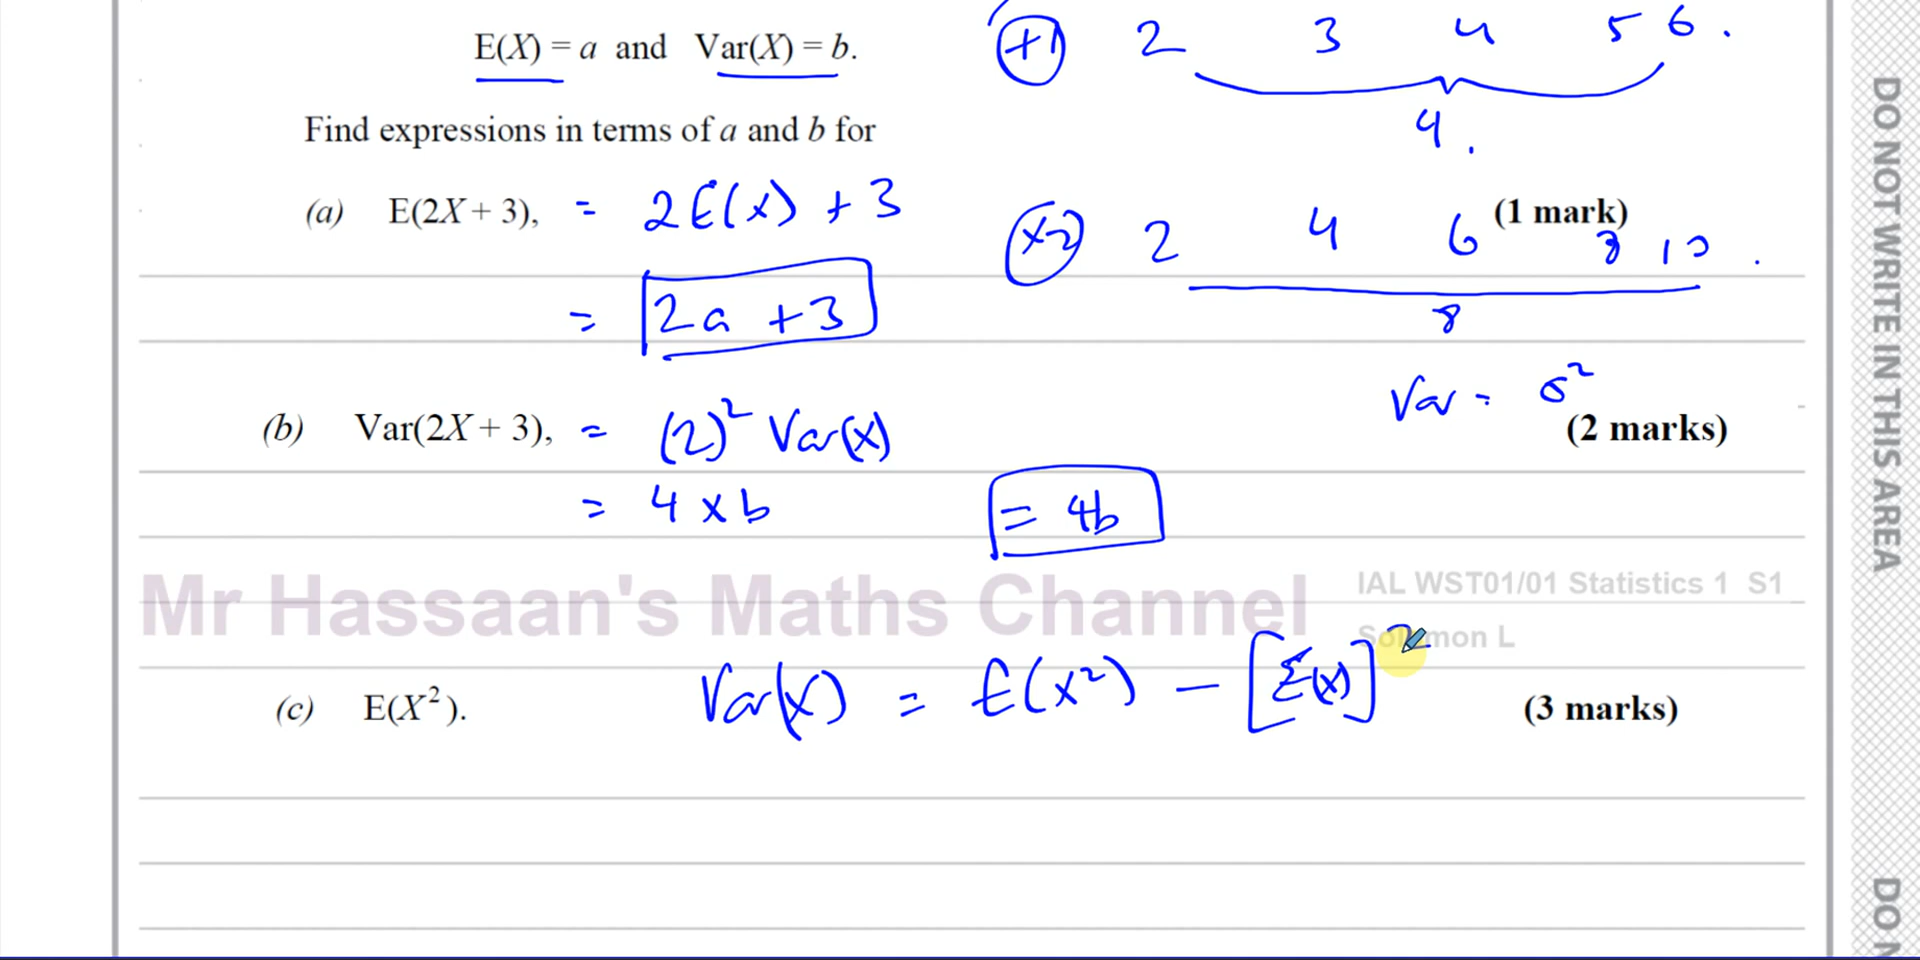 E(X) = a and Var(X) = b.
+1 2 3 4 5 6 .
4 .
Find expressions in terms of a and b for
(a) E(2X + 3), = 2E(x) + 3
(1 mark)
×2 2 4 6 8 10 .
8
= 2a + 3
Var = σ²
(b) Var(2X + 3), = (2)² Var(x)
(2 marks)
= 4 × b = 4b
Mr Hassaan's Maths Channel
IAL WST01/01 Statistics 1 S1
Solomon L
(c) E(X²). Var(x) = E(x²) − [E(x)]²
(3 marks)
DO NOT WRITE IN THIS AREA
DO N